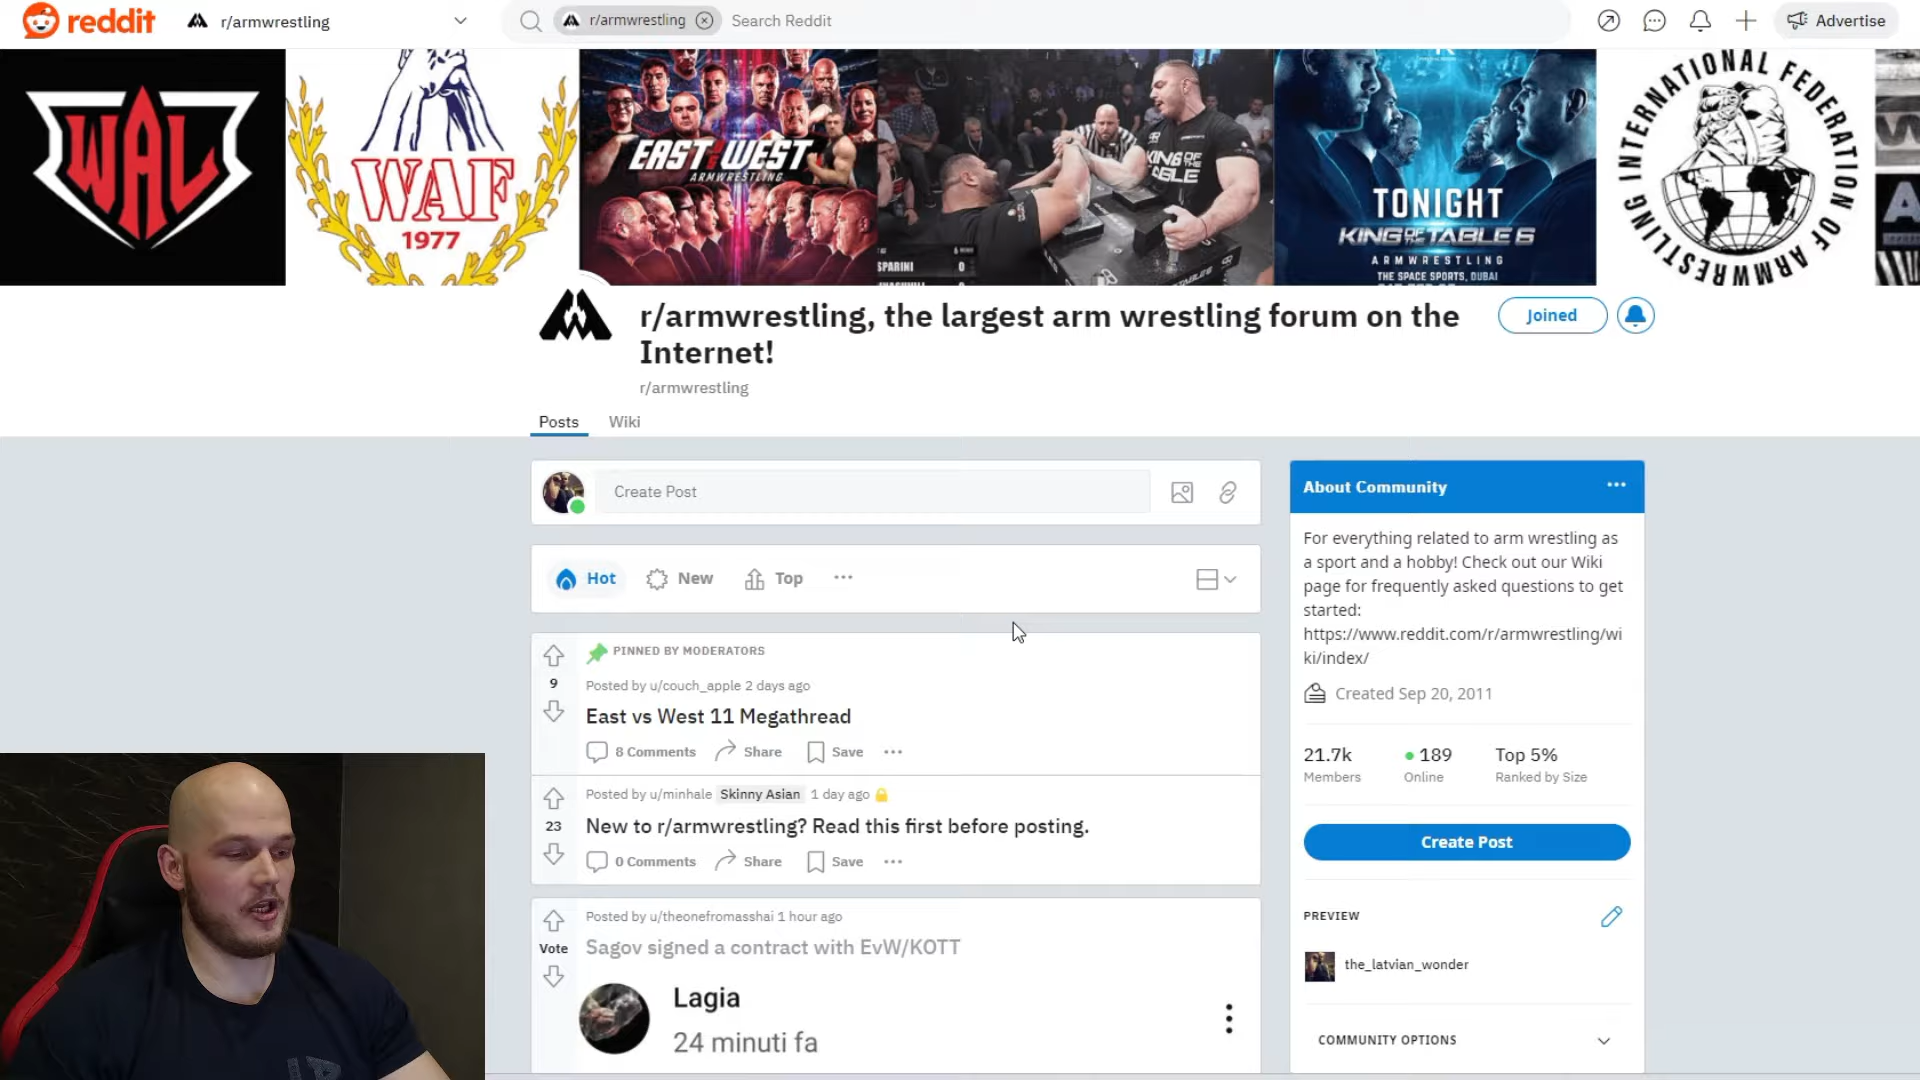 reddit
r/armwrestling
r/armwrestling
Search Reddit
Advertise
WAL
WAF
1977
EAST VS WEST
ARMWRESTLING
KING OF THE
TABLE
SPARINI
0
TONIGHT
KING OF THE TABLE 6
ARMWRESTLING
THE SPACE SPORTS, DUBAI
INTERNATIONAL FEDERATION OF ARMWRESTLING
r/armwrestling, the largest arm wrestling forum on the
Internet!
r/armwrestling
Joined
Posts
Wiki
Create Post
Hot
New
Top
PINNED BY MODERATORS
9
Posted by u/couch_apple 2 days ago
East vs West 11 Megathread
8 Comments
Share
Save
Posted by u/minhale Skinny Asian 1 day ago
23
New to r/armwrestling? Read this first before posting.
0 Comments
Share
Save
Posted by u/theonefromasshai 1 hour ago
Vote
Sagov signed a contract with EvW/KOTT
Lagia
24 minuti fa
About Community
For everything related to arm wrestling as
a sport and a hobby! Check out our Wiki
page for frequently asked questions to get
started:
https://www.reddit.com/r/armwrestling/wi
ki/index/
Created Sep 20, 2011
21.7k
Members
189
Online
Top 5%
Ranked by Size
Create Post
PREVIEW
the_latvian_wonder
COMMUNITY OPTIONS